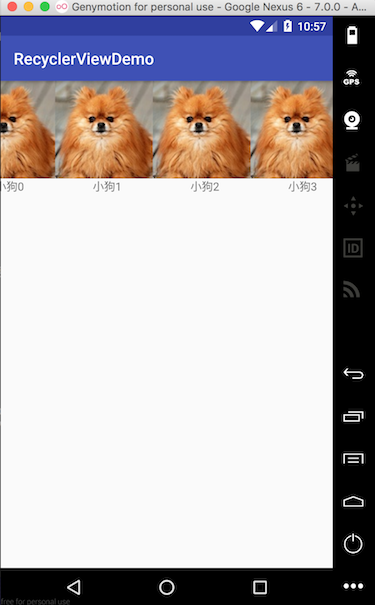 Genymotion for personal use - Google Nexus 6 - 7.0.0 - A...
10:57
GPS
RecyclerViewDemo
小狗0 小狗1 小狗2 小狗3
ID
free for personal use